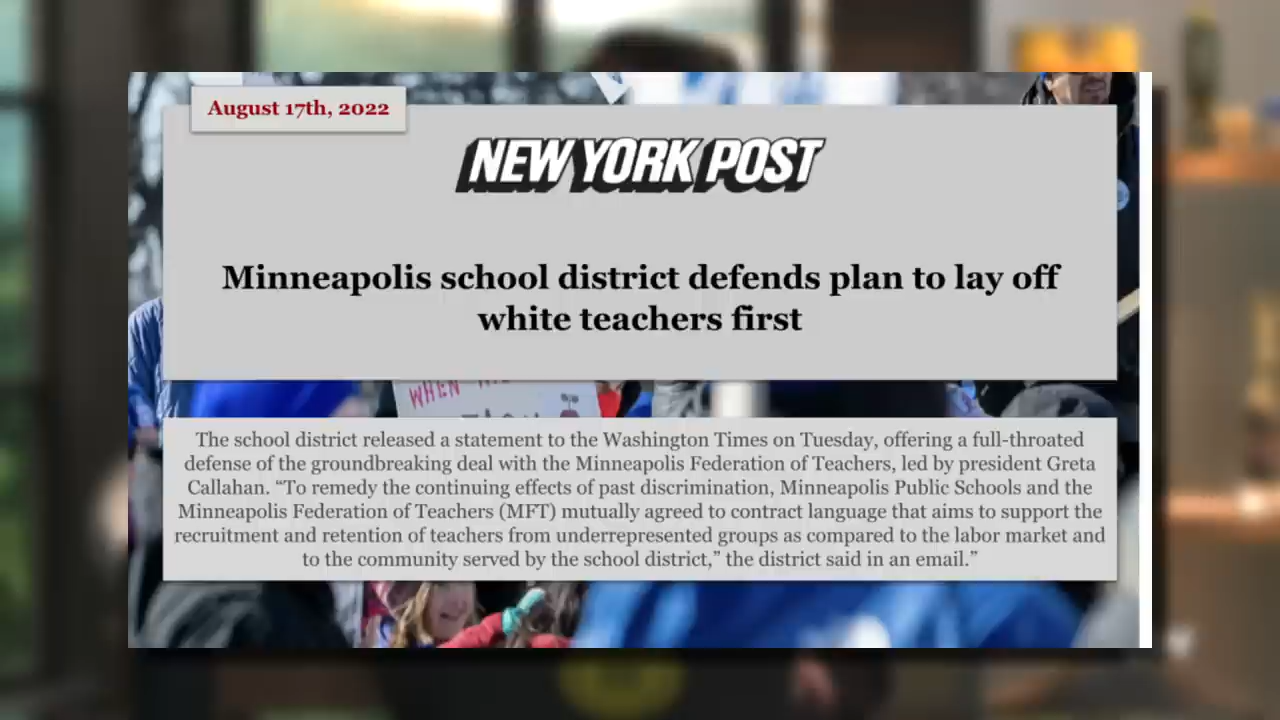 August 17th, 2022
NEW YORK POST
Minneapolis school district defends plan to lay off
white teachers first
WHEN
The school district released a statement to the Washington Times on Tuesday, offering a full-throated
defense of the groundbreaking deal with the Minneapolis Federation of Teachers, led by president Greta
Callahan. “To remedy the continuing effects of past discrimination, Minneapolis Public Schools and the
Minneapolis Federation of Teachers (MFT) mutually agreed to contract language that aims to support the
recruitment and retention of teachers from underrepresented groups as compared to the labor market and
to the community served by the school district,” the district said in an email.”